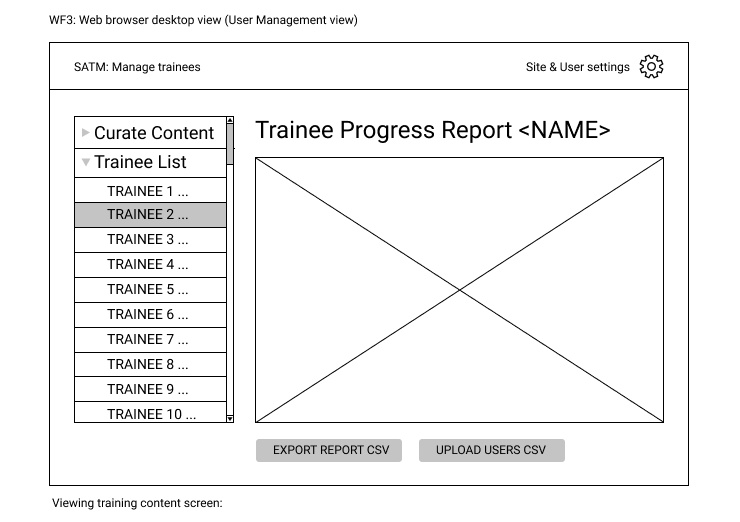 WF3: Web browser desktop view (User Management view)
SATM: Manage trainees
Site & User settings
Curate Content
Trainee List
TRAINEE 1 ...
TRAINEE 2 ...
TRAINEE 3 ...
TRAINEE 4 ...
TRAINEE 5 ...
TRAINEE 6 ...
TRAINEE 7 ...
TRAINEE 8 ...
TRAINEE 9 ...
TRAINEE 10 ...
Trainee Progress Report <NAME>
EXPORT REPORT CSV
UPLOAD USERS CSV
Viewing training content screen: